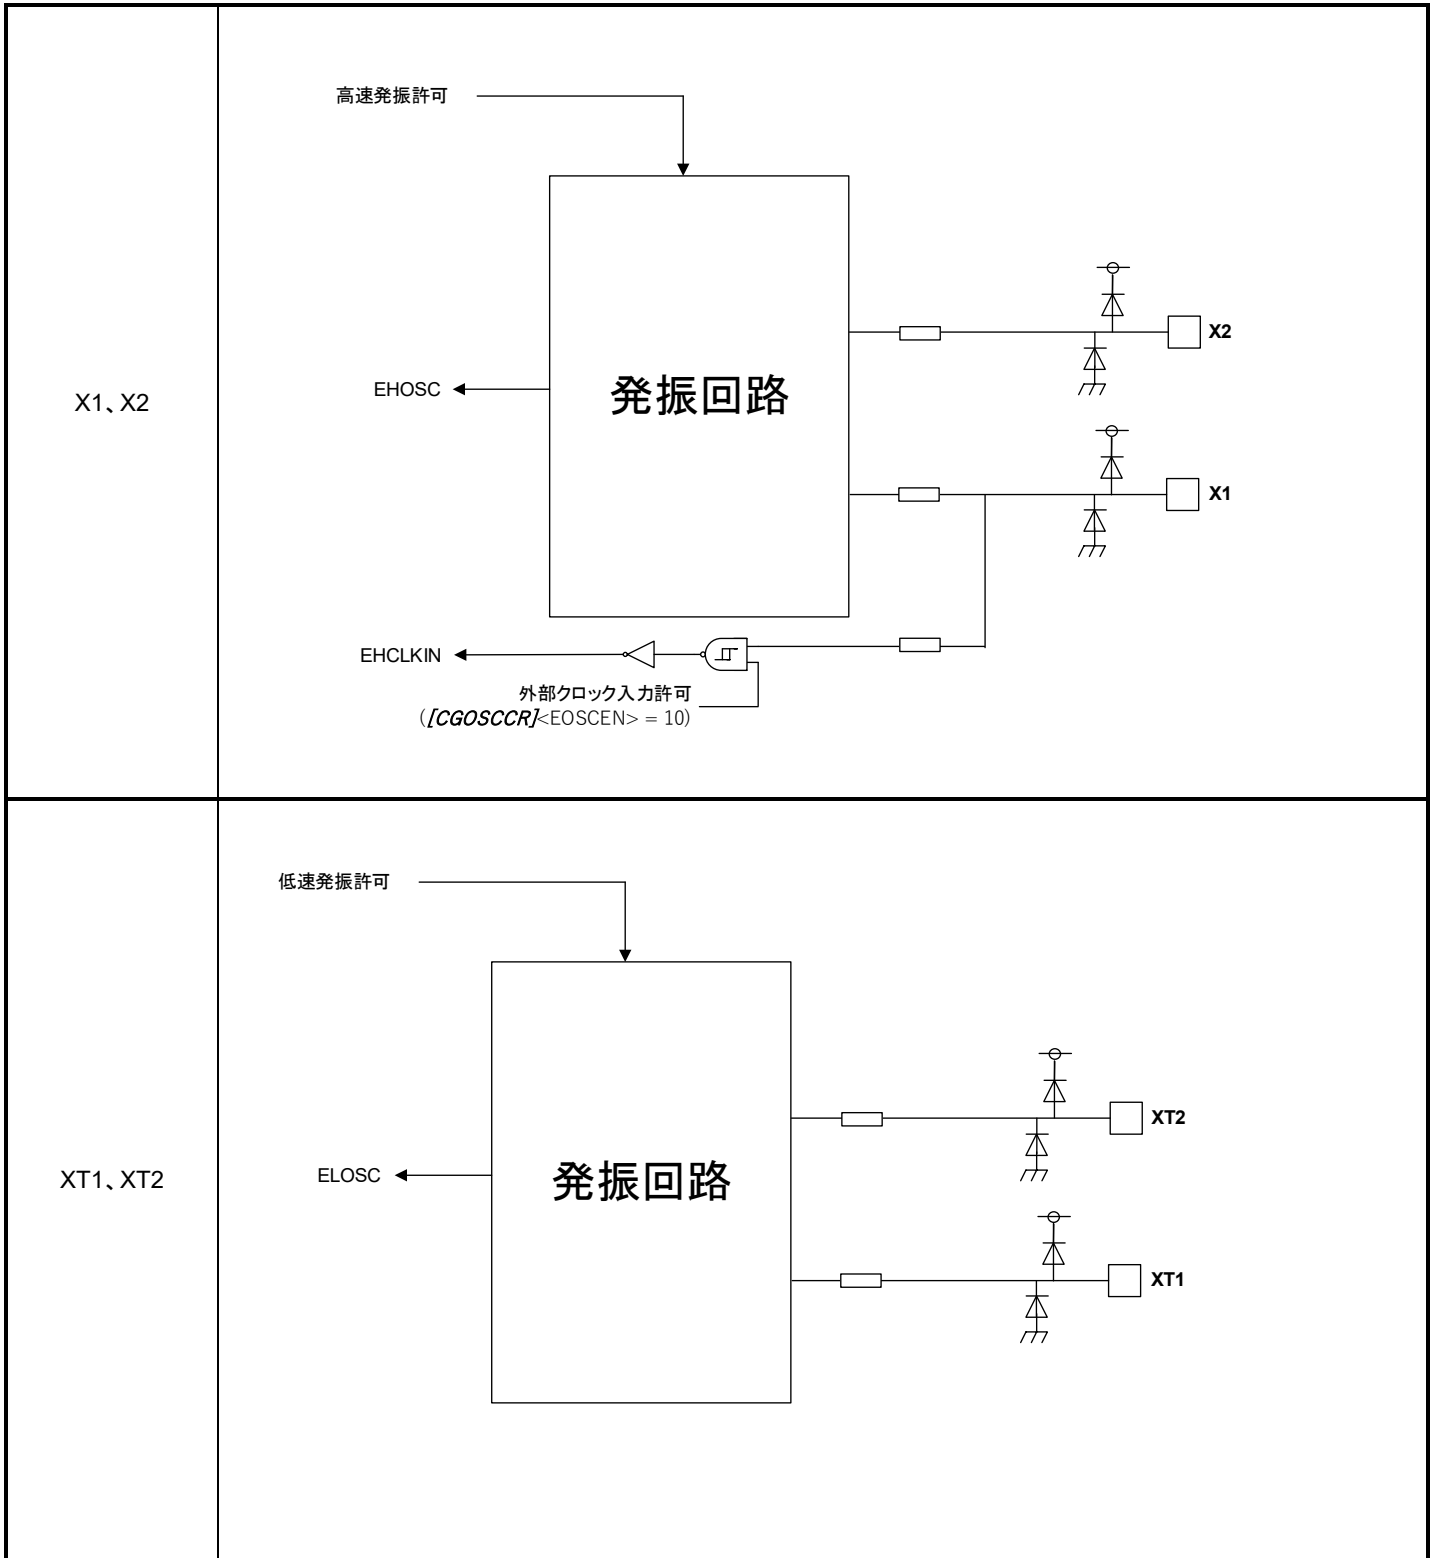 X1、X2
高速発振許可
発振回路
X2
EHOSC
X1
EHCLKIN
外部クロック入力許可
([CGOSCCR]<EOSCEN> = 10)
XT1、XT2
低速発振許可
発振回路
XT2
ELOSC
XT1